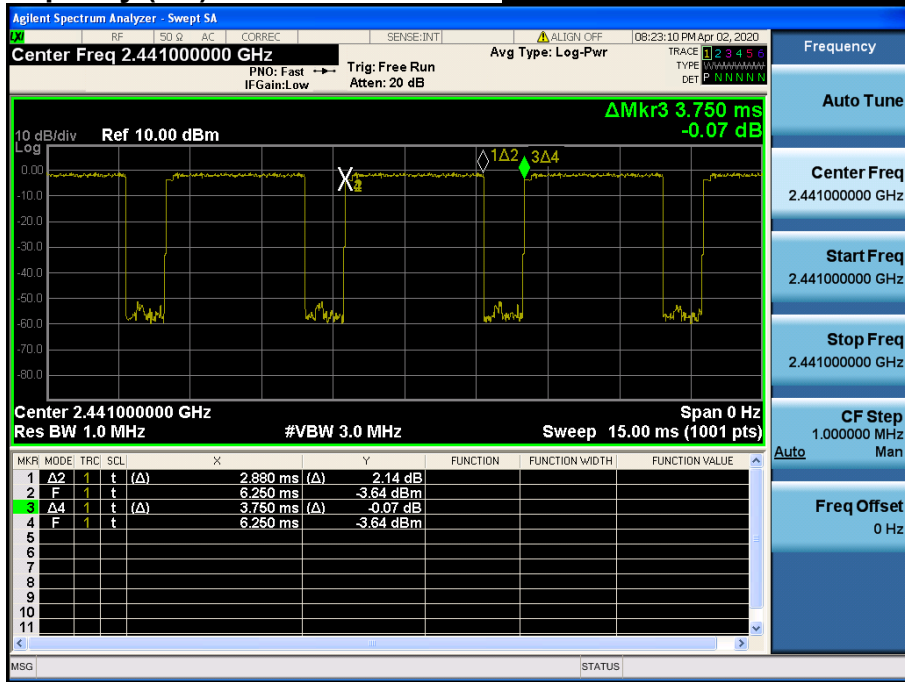 Agilent Spectrum Analyzer - Swept SA
LXI RF 50 Ω AC CORREC SENSE:INT ALIGN OFF 08:23:10 PM Apr 02, 2020
Center Freq 2.441000000 GHz
PNO: Fast
IFGain:Low
Trig: Free Run
Atten: 20 dB
Avg Type: Log-Pwr
TRACE 1 2 3 4 5 6
TYPE
DET P N N N N N
ΔMkr3 3.750 ms
-0.07 dB
10 dB/div Ref 10.00 dBm
Log
1Δ2 3Δ4
X
0.00
-10.0
-20.0
-30.0
-40.0
-50.0
-60.0
-70.0
-80.0
Center 2.441000000 GHz Span 0 Hz
Res BW 1.0 MHz #VBW 3.0 MHz Sweep 15.00 ms (1001 pts)
MKR MODE TRC SCL X Y FUNCTION FUNCTION WIDTH FUNCTION VALUE
1 Δ2 1 t (Δ) 2.880 ms (Δ) 2.14 dB
2 F 1 t 6.250 ms -3.64 dBm
3 Δ4 1 t (Δ) 3.750 ms (Δ) -0.07 dB
4 F 1 t 6.250 ms -3.64 dBm
5
6
7
8
9
10
11
MSG STATUS
Frequency
Auto Tune
Center Freq
2.441000000 GHz
Start Freq
2.441000000 GHz
Stop Freq
2.441000000 GHz
CF Step
1.000000 MHz
Auto Man
Freq Offset
0 Hz